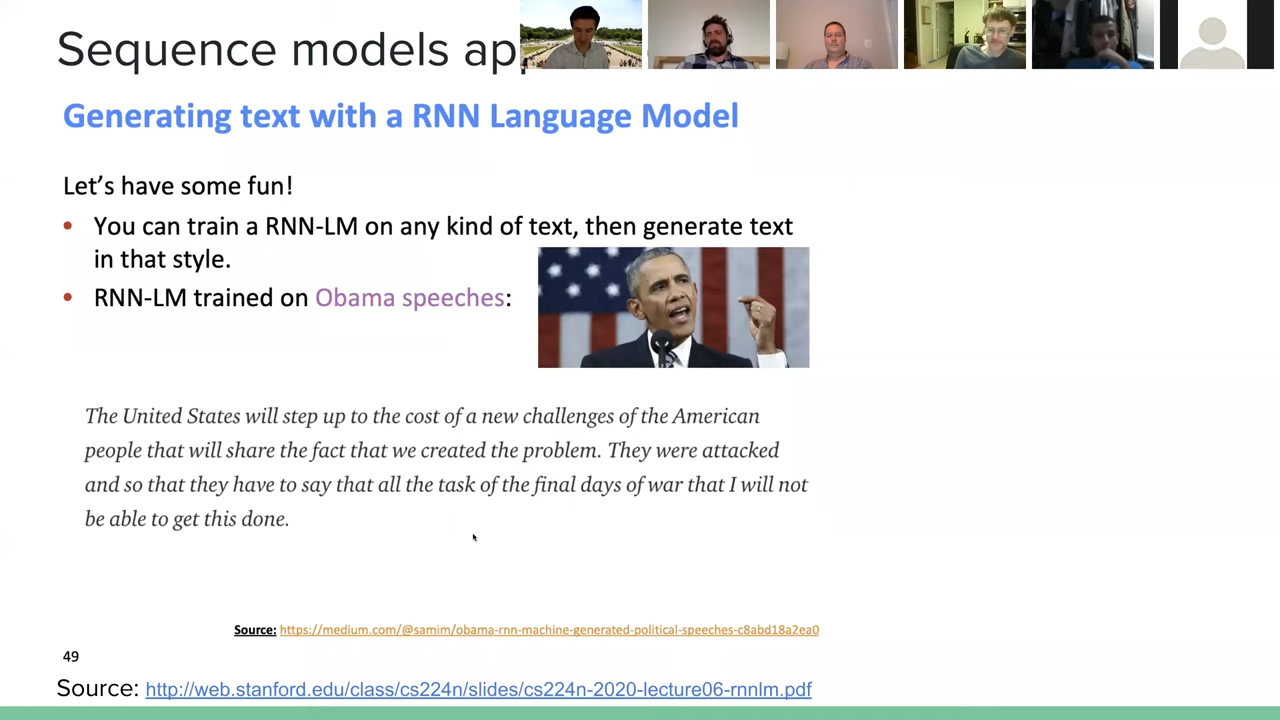 Sequence models ap
Generating text with a RNN Language Model
Let's have some fun!
• You can train a RNN-LM on any kind of text, then generate text
in that style.
• RNN-LM trained on Obama speeches:
The United States will step up to the cost of a new challenges of the American
people that will share the fact that we created the problem. They were attacked
and so that they have to say that all the task of the final days of war that I will not
be able to get this done.
Source: https://medium.com/@samim/obama-rnn-machine-generated-political-speeches-c8abd18a2ea0
49
Source: http://web.stanford.edu/class/cs224n/slides/cs224n-2020-lecture06-rnnlm.pdf